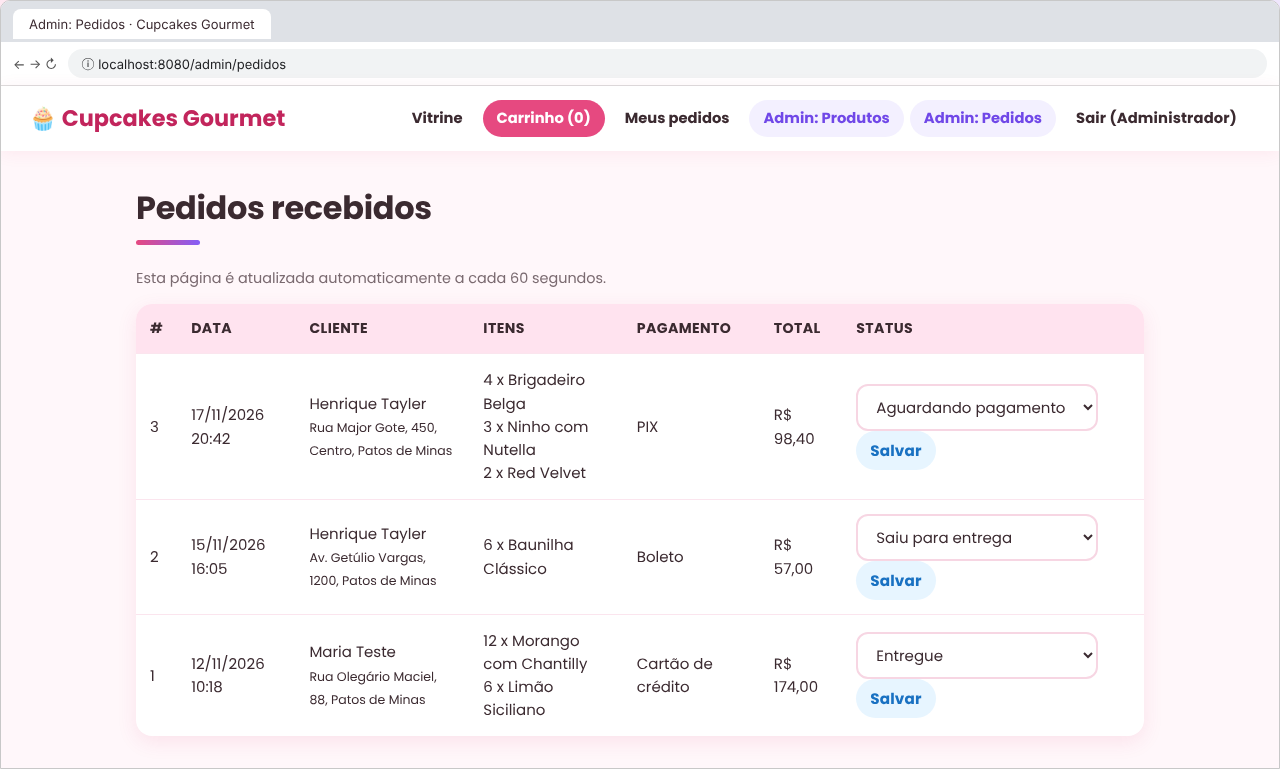 Admin: Pedidos · Cupcakes Gourmet
localhost:8080/admin/pedidos
Cupcakes Gourmet
Vitrine
Carrinho (0)
Meus pedidos
Admin: Produtos
Admin: Pedidos
Sair (Administrador)
Pedidos recebidos
Esta página é atualizada automaticamente a cada 60 segundos.
# DATA CLIENTE ITENS PAGAMENTO TOTAL STATUS
3
17/11/2026
20:42
Henrique Tayler
Rua Major Gote, 450,
Centro, Patos de Minas
4 x Brigadeiro
Belga
3 x Ninho com
Nutella
2 x Red Velvet
PIX
R$
98,40
Aguardando pagamento
Salvar
2
15/11/2026
16:05
Henrique Tayler
Av. Getúlio Vargas,
1200, Patos de Minas
6 x Baunilha
Clássico
Boleto
R$
57,00
Saiu para entrega
Salvar
1
12/11/2026
10:18
Maria Teste
Rua Olegário Maciel,
88, Patos de Minas
12 x Morango
com Chantilly
6 x Limão
Siciliano
Cartão de
crédito
R$
174,00
Entregue
Salvar